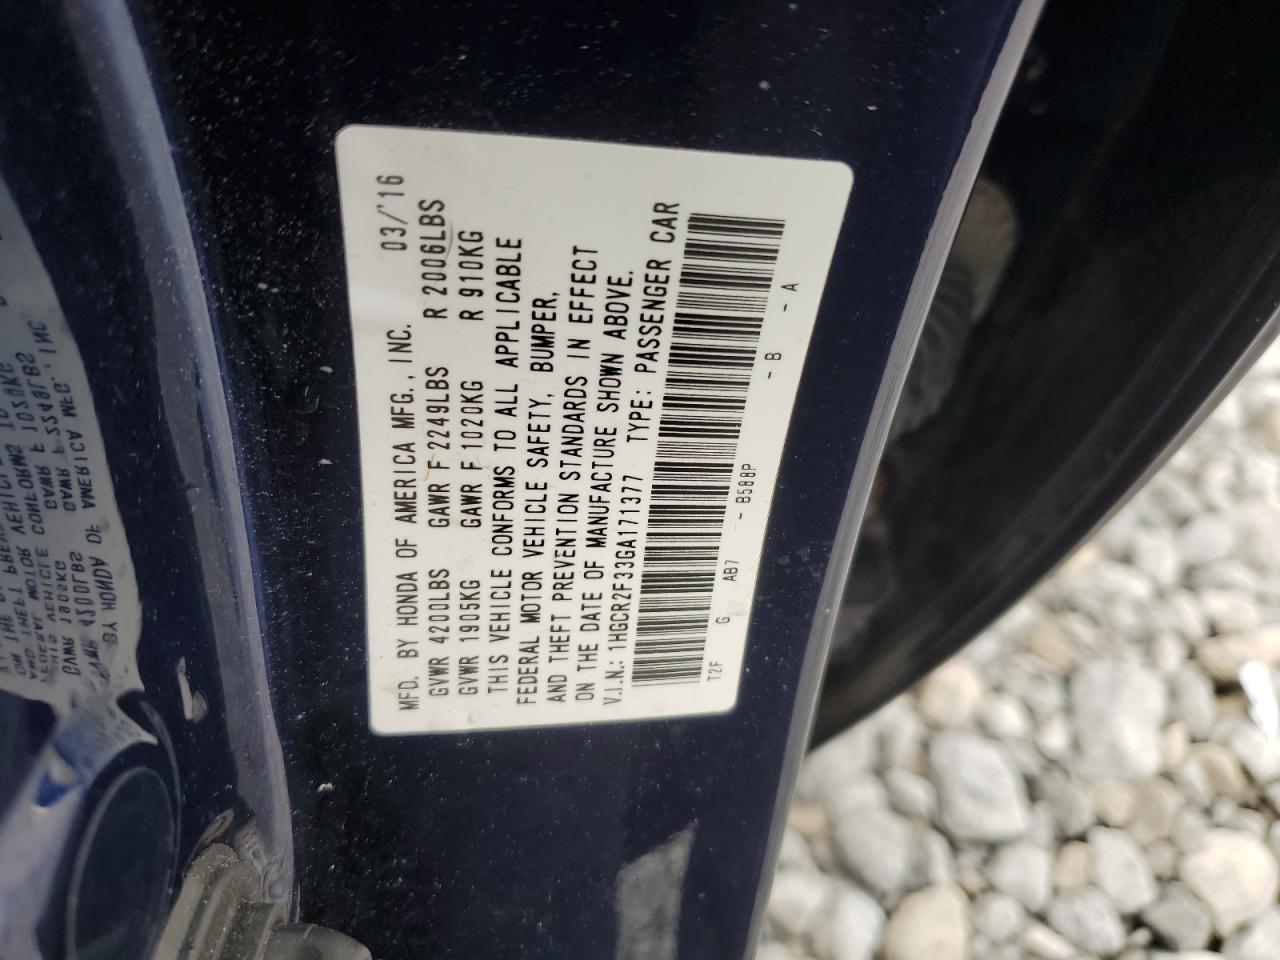 MFD. BY HONDA OF AMERICA MFG., INC. 03/'16
GVWR 4200LBS GAWR F 2249LBS R 2006LBS
GVWR 1905KG GAWR F 1020KG R 910KG
THIS VEHICLE CONFORMS TO ALL APPLICABLE
FEDERAL MOTOR VEHICLE SAFETY, BUMPER,
AND THEFT PREVENTION STANDARDS IN EFFECT
ON THE DATE OF MANUFACTURE SHOWN ABOVE.
V.I.N.: 1HGCR2F33GA171377 TYPE: PASSENGER CAR
T2F G AB7 - B588P - B - A